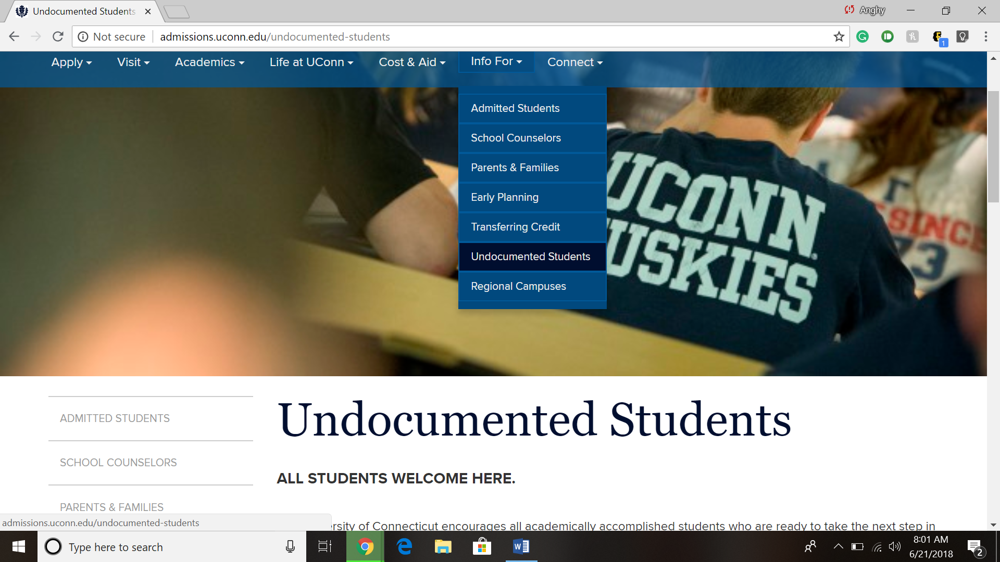 Undocumented Students
Anghy
Not secure
admissions.uconn.edu/undocumented-students
1
Apply
Visit
Academics
Life at UConn
Cost & Aid
Info For
Connect
Admitted Students
School Counselors
Parents & Families
Early Planning
Transferring Credit
Undocumented Students
Regional Campuses
UCONN
USKIES
SINCE
73
ADMITTED STUDENTS
SCHOOL COUNSELORS
PARENTS & FAMILIES
Undocumented Students
ALL STUDENTS WELCOME HERE.
rsity of Connecticut encourages all academically accomplished students who are ready to take the next step in
admissions.uconn.edu/undocumented-students
Type here to search
8:01 AM
6/21/2018
2